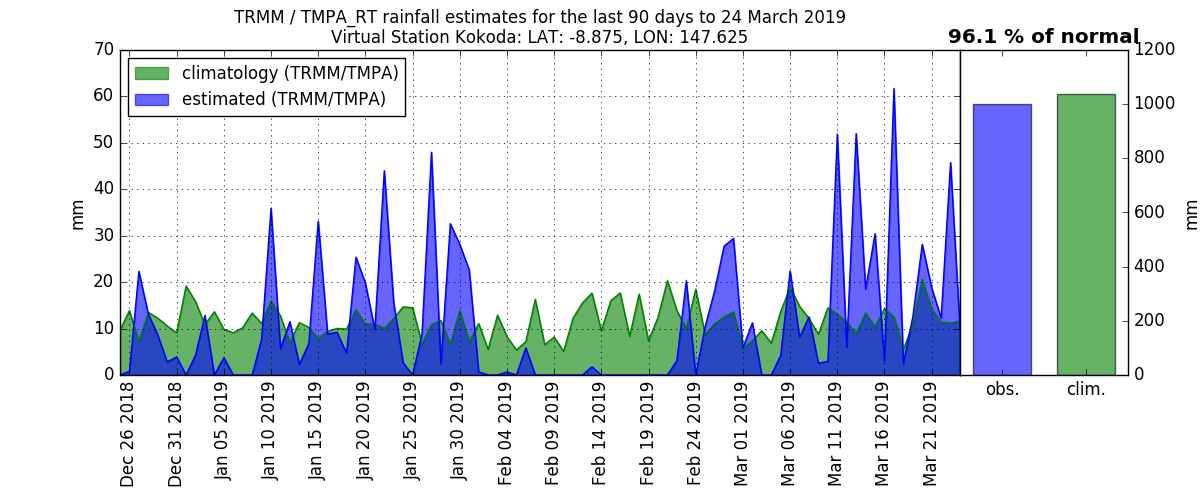 TRMM / TMPA_RT rainfall estimates for the last 90 days to 24 March 2019
Virtual Station Kokoda: LAT: -8.875, LON: 147.625
96.1 % of normal
climatology (TRMM/TMPA)
estimated (TRMM/TMPA)
70
60
50
40
30
20
10
0
mm
1200
1000
800
600
400
200
0
mm
obs.
clim.
Dec 26 2018
Dec 31 2018
Jan 05 2019
Jan 10 2019
Jan 15 2019
Jan 20 2019
Jan 25 2019
Jan 30 2019
Feb 04 2019
Feb 09 2019
Feb 14 2019
Feb 19 2019
Feb 24 2019
Mar 01 2019
Mar 06 2019
Mar 11 2019
Mar 16 2019
Mar 21 2019